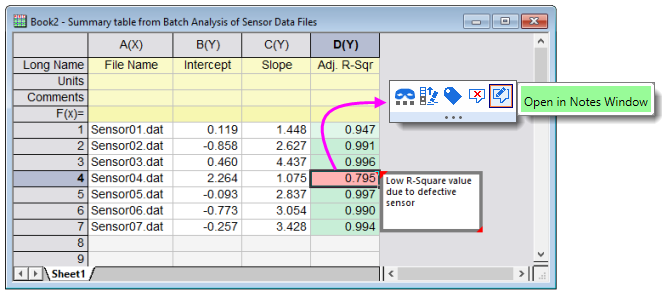 Book2 - Summary table from Batch Analysis of Sensor Data Files
A(X) B(Y) C(Y) D(Y)
Long Name File Name Intercept Slope Adj. R-Sqr
Units
Comments
F(x)=
1 Sensor01.dat 0.119 1.448 0.947
2 Sensor02.dat -0.858 2.627 0.991
3 Sensor03.dat 0.460 4.437 0.996
4 Sensor04.dat 2.264 1.075 0.795
5 Sensor05.dat -0.093 2.837 0.997
6 Sensor06.dat -0.773 3.054 0.990
7 Sensor07.dat -0.257 3.428 0.994
8
9
Sheet1
Open in Notes Window
Low R-Square value
due to defective
sensor